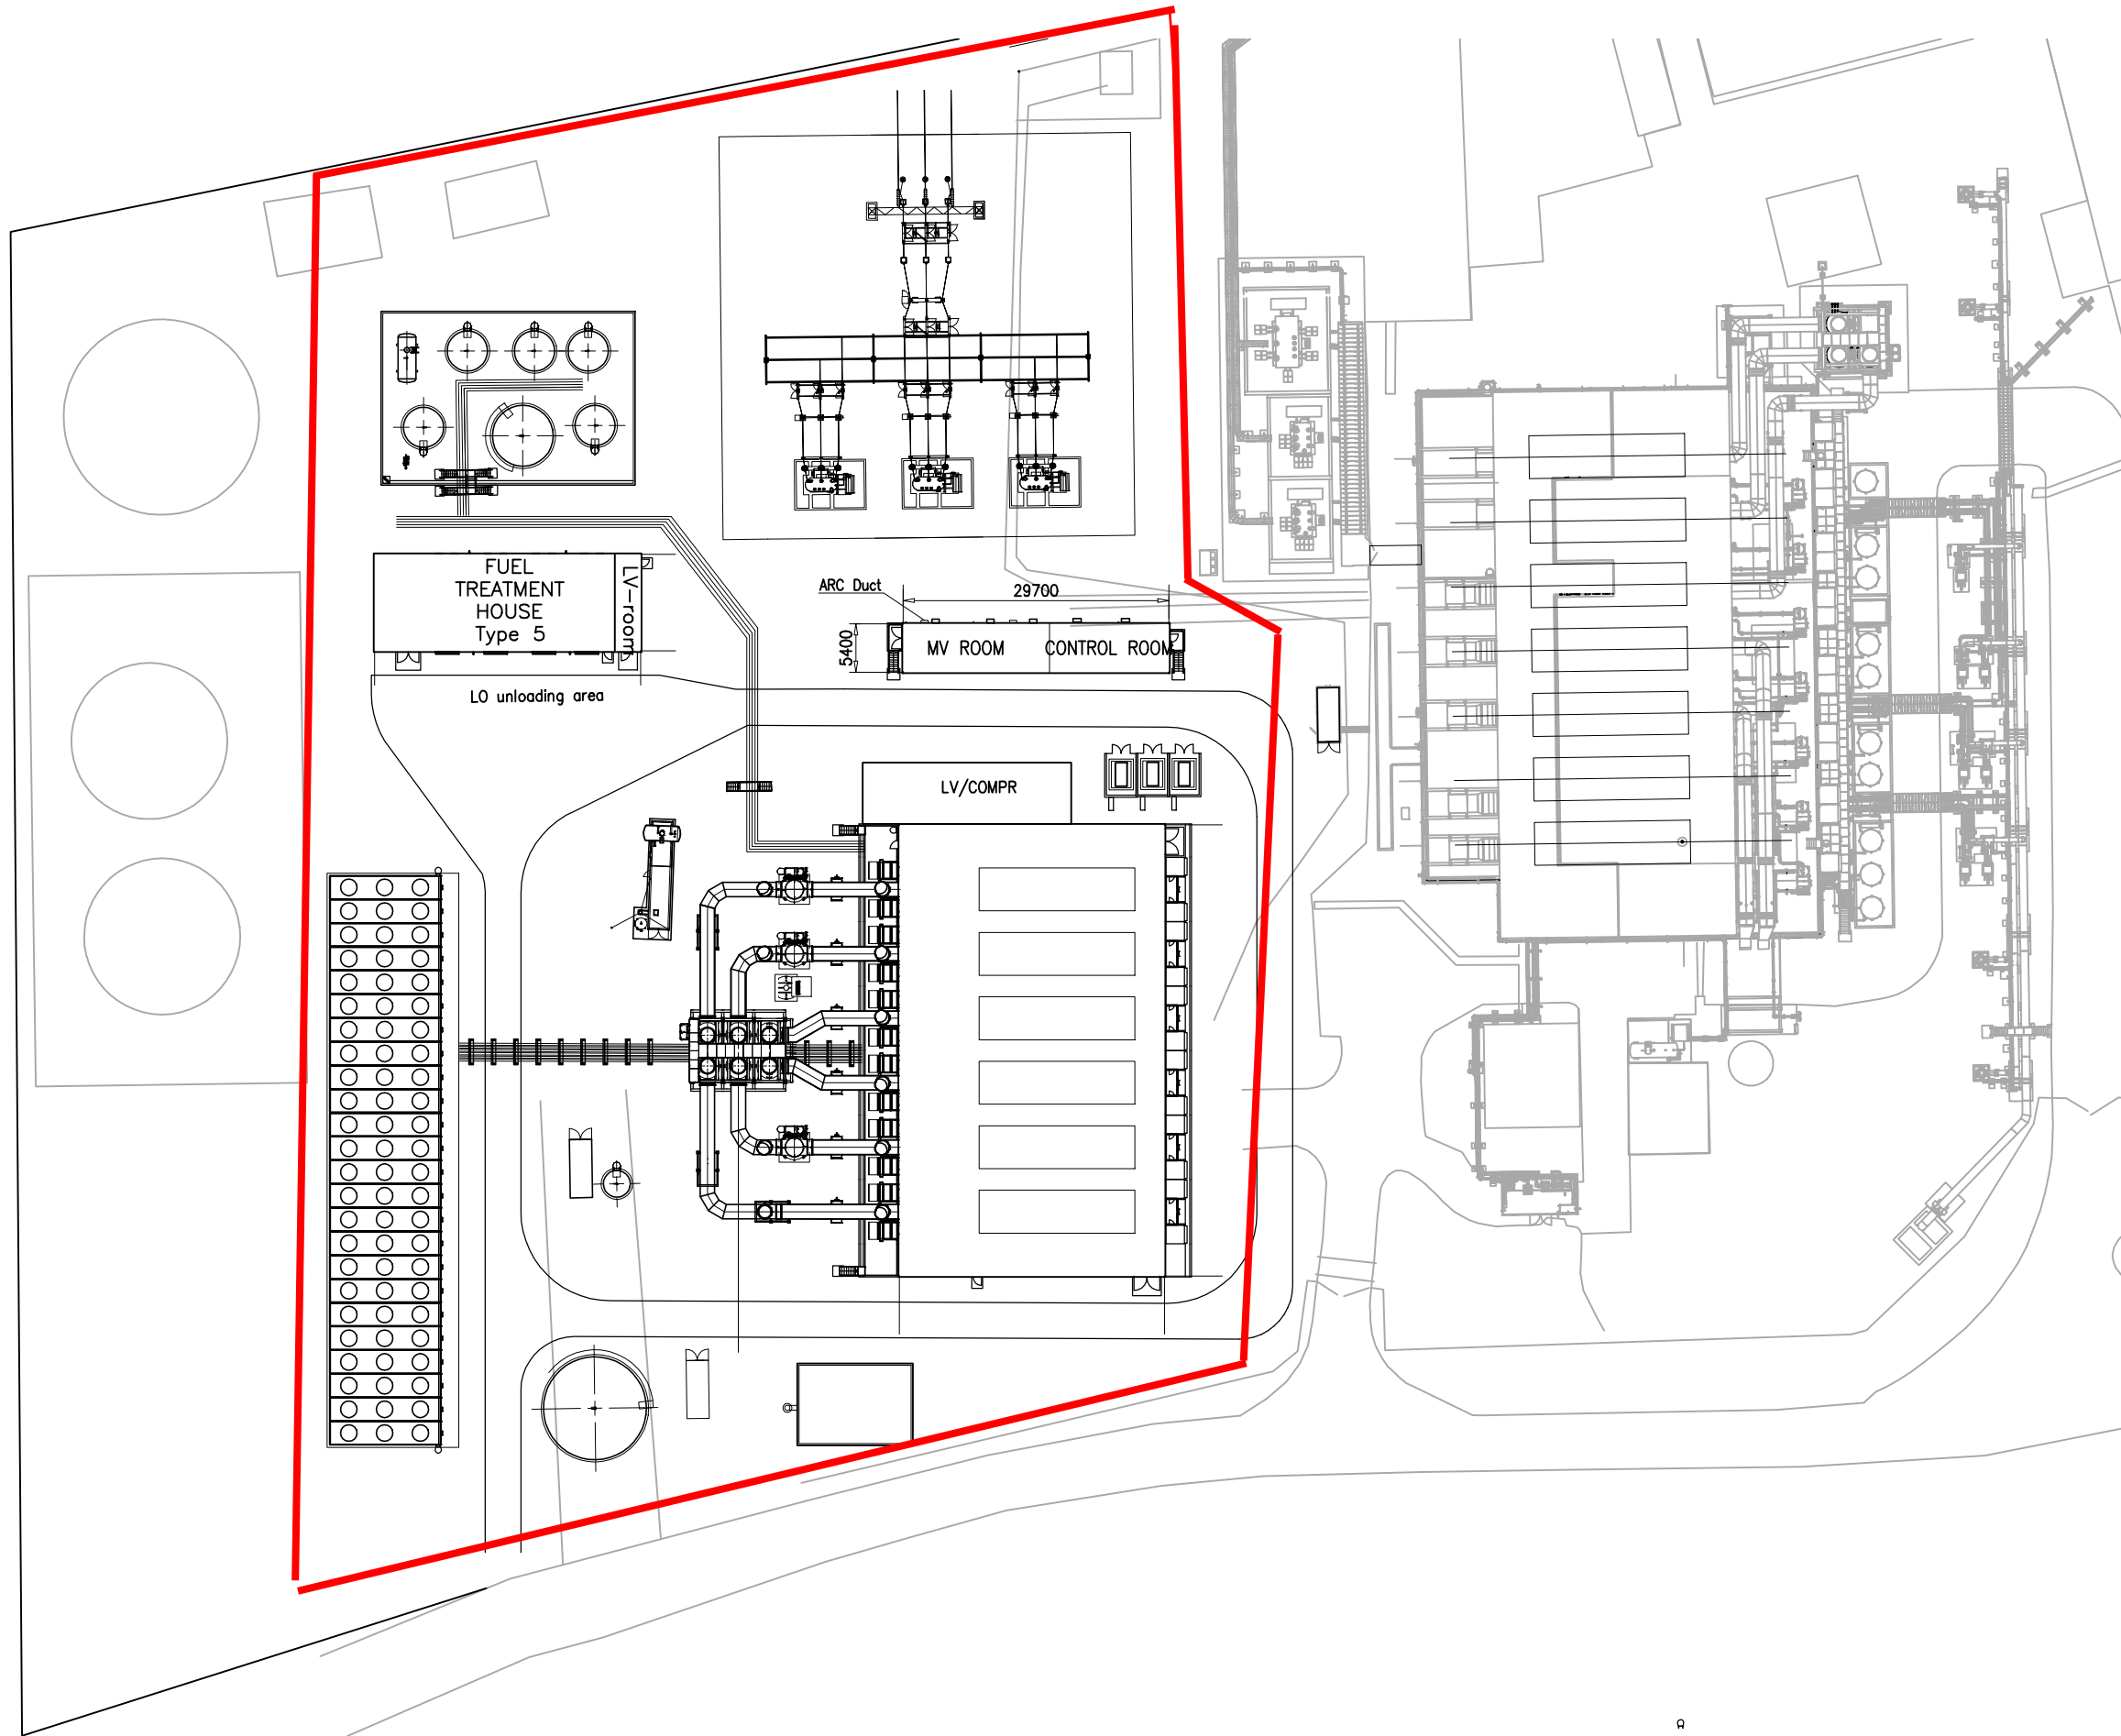 FUEL
TREATMENT
HOUSE
Type 5
LV-room
ARC Duct
29700
5400
MV ROOM
CONTROL ROOM
LO unloading area
LV/COMPR